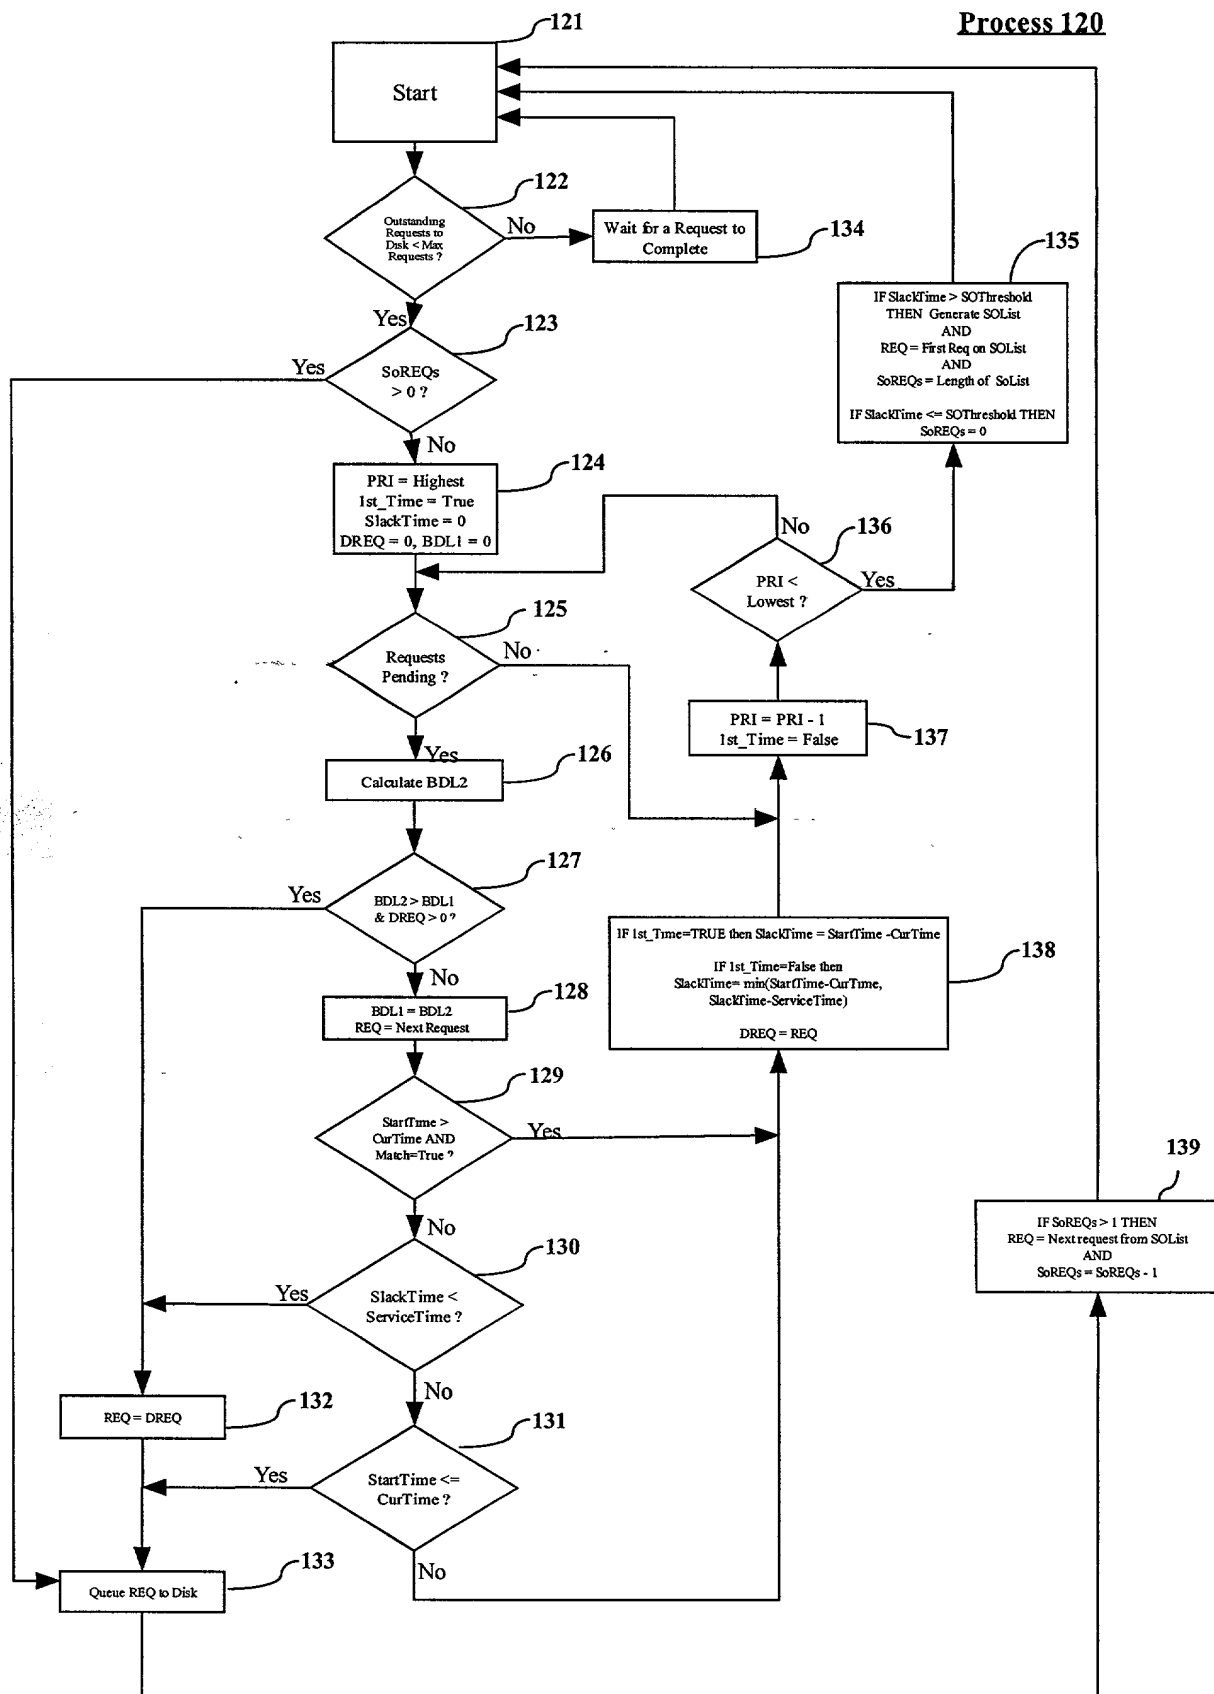 Process 120
121
Start
122
Outstanding
Requests to
Disk < Max
Requests ?
No
Wait for a Request to
Complete
134
135
IF SlackTime > SOThreshold
THEN Generate SOList
AND
REQ = First Req on SOList
AND
SoREQs = Length of SoList
IF SlackTime <= SOThreshold THEN
SoREQs = 0
Yes
123
Yes
SoREQs
> 0 ?
No
124
PRI = Highest
1st_Time = True
SlackTime = 0
DREQ = 0, BDL1 = 0
No
136
PRI <
Lowest ?
Yes
125
Requests
Pending ?
No
PRI = PRI - 1
1st_Time = False
137
Yes
126
Calculate BDL2
127
Yes
BDL2 > BDL1
& DREQ > 0 ?
No
IF 1st_Time=TRUE then SlackTime = StartTime -CurTime
IF 1st_Time=False then
SlackTime= min(StartTime-CurTime,
SlackTime-ServiceTime)
DREQ = REQ
138
128
BDL1 = BDL2
REQ = Next Request
129
StartTime >
CurTime AND
Match=True ?
Yes
No
139
IF SoREQs > 1 THEN
REQ = Next request from SOList
AND
SoREQs = SoREQs - 1
130
Yes
SlackTime <
ServiceTime ?
No
REQ = DREQ
132
131
Yes
StartTime <=
CurTime ?
No
133
Queue REQ to Disk